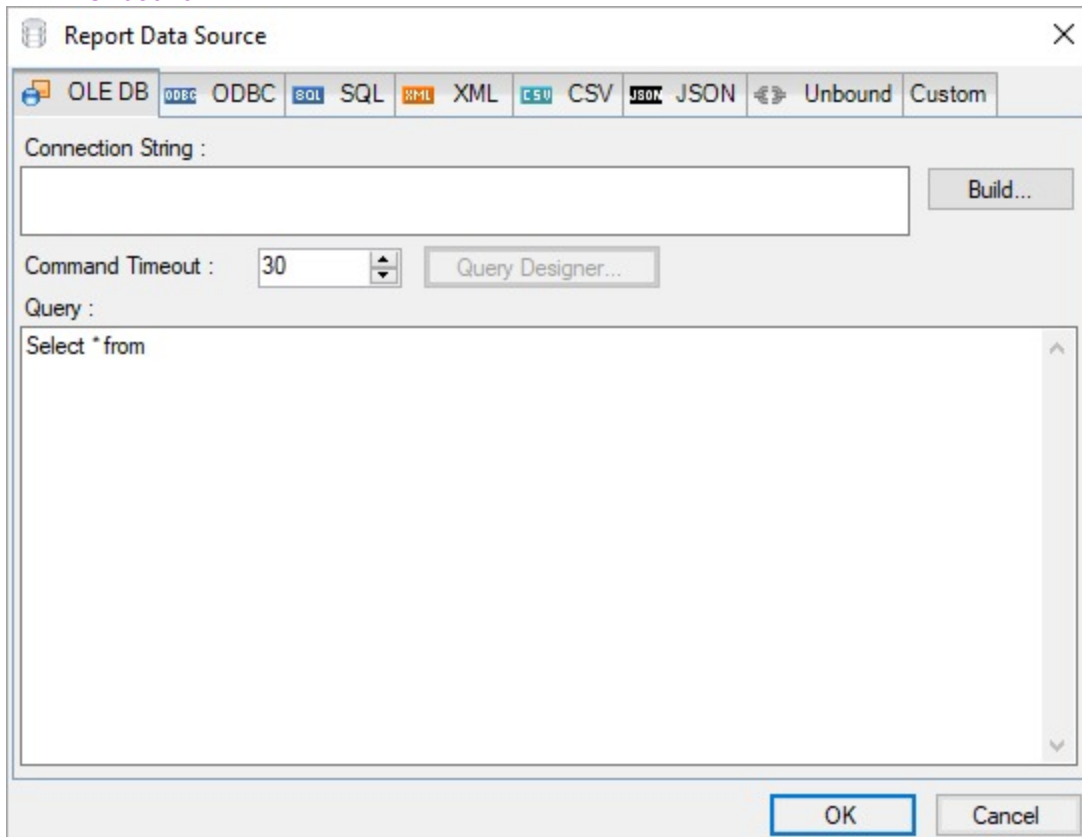 Report Data Source
OLE DB ODBC ODBC SQL SQL XML XML CSV CSV JSON JSON Unbound Custom
Connection String :
Build...
Command Timeout : 30 Query Designer...
Query :
Select * from
OK Cancel